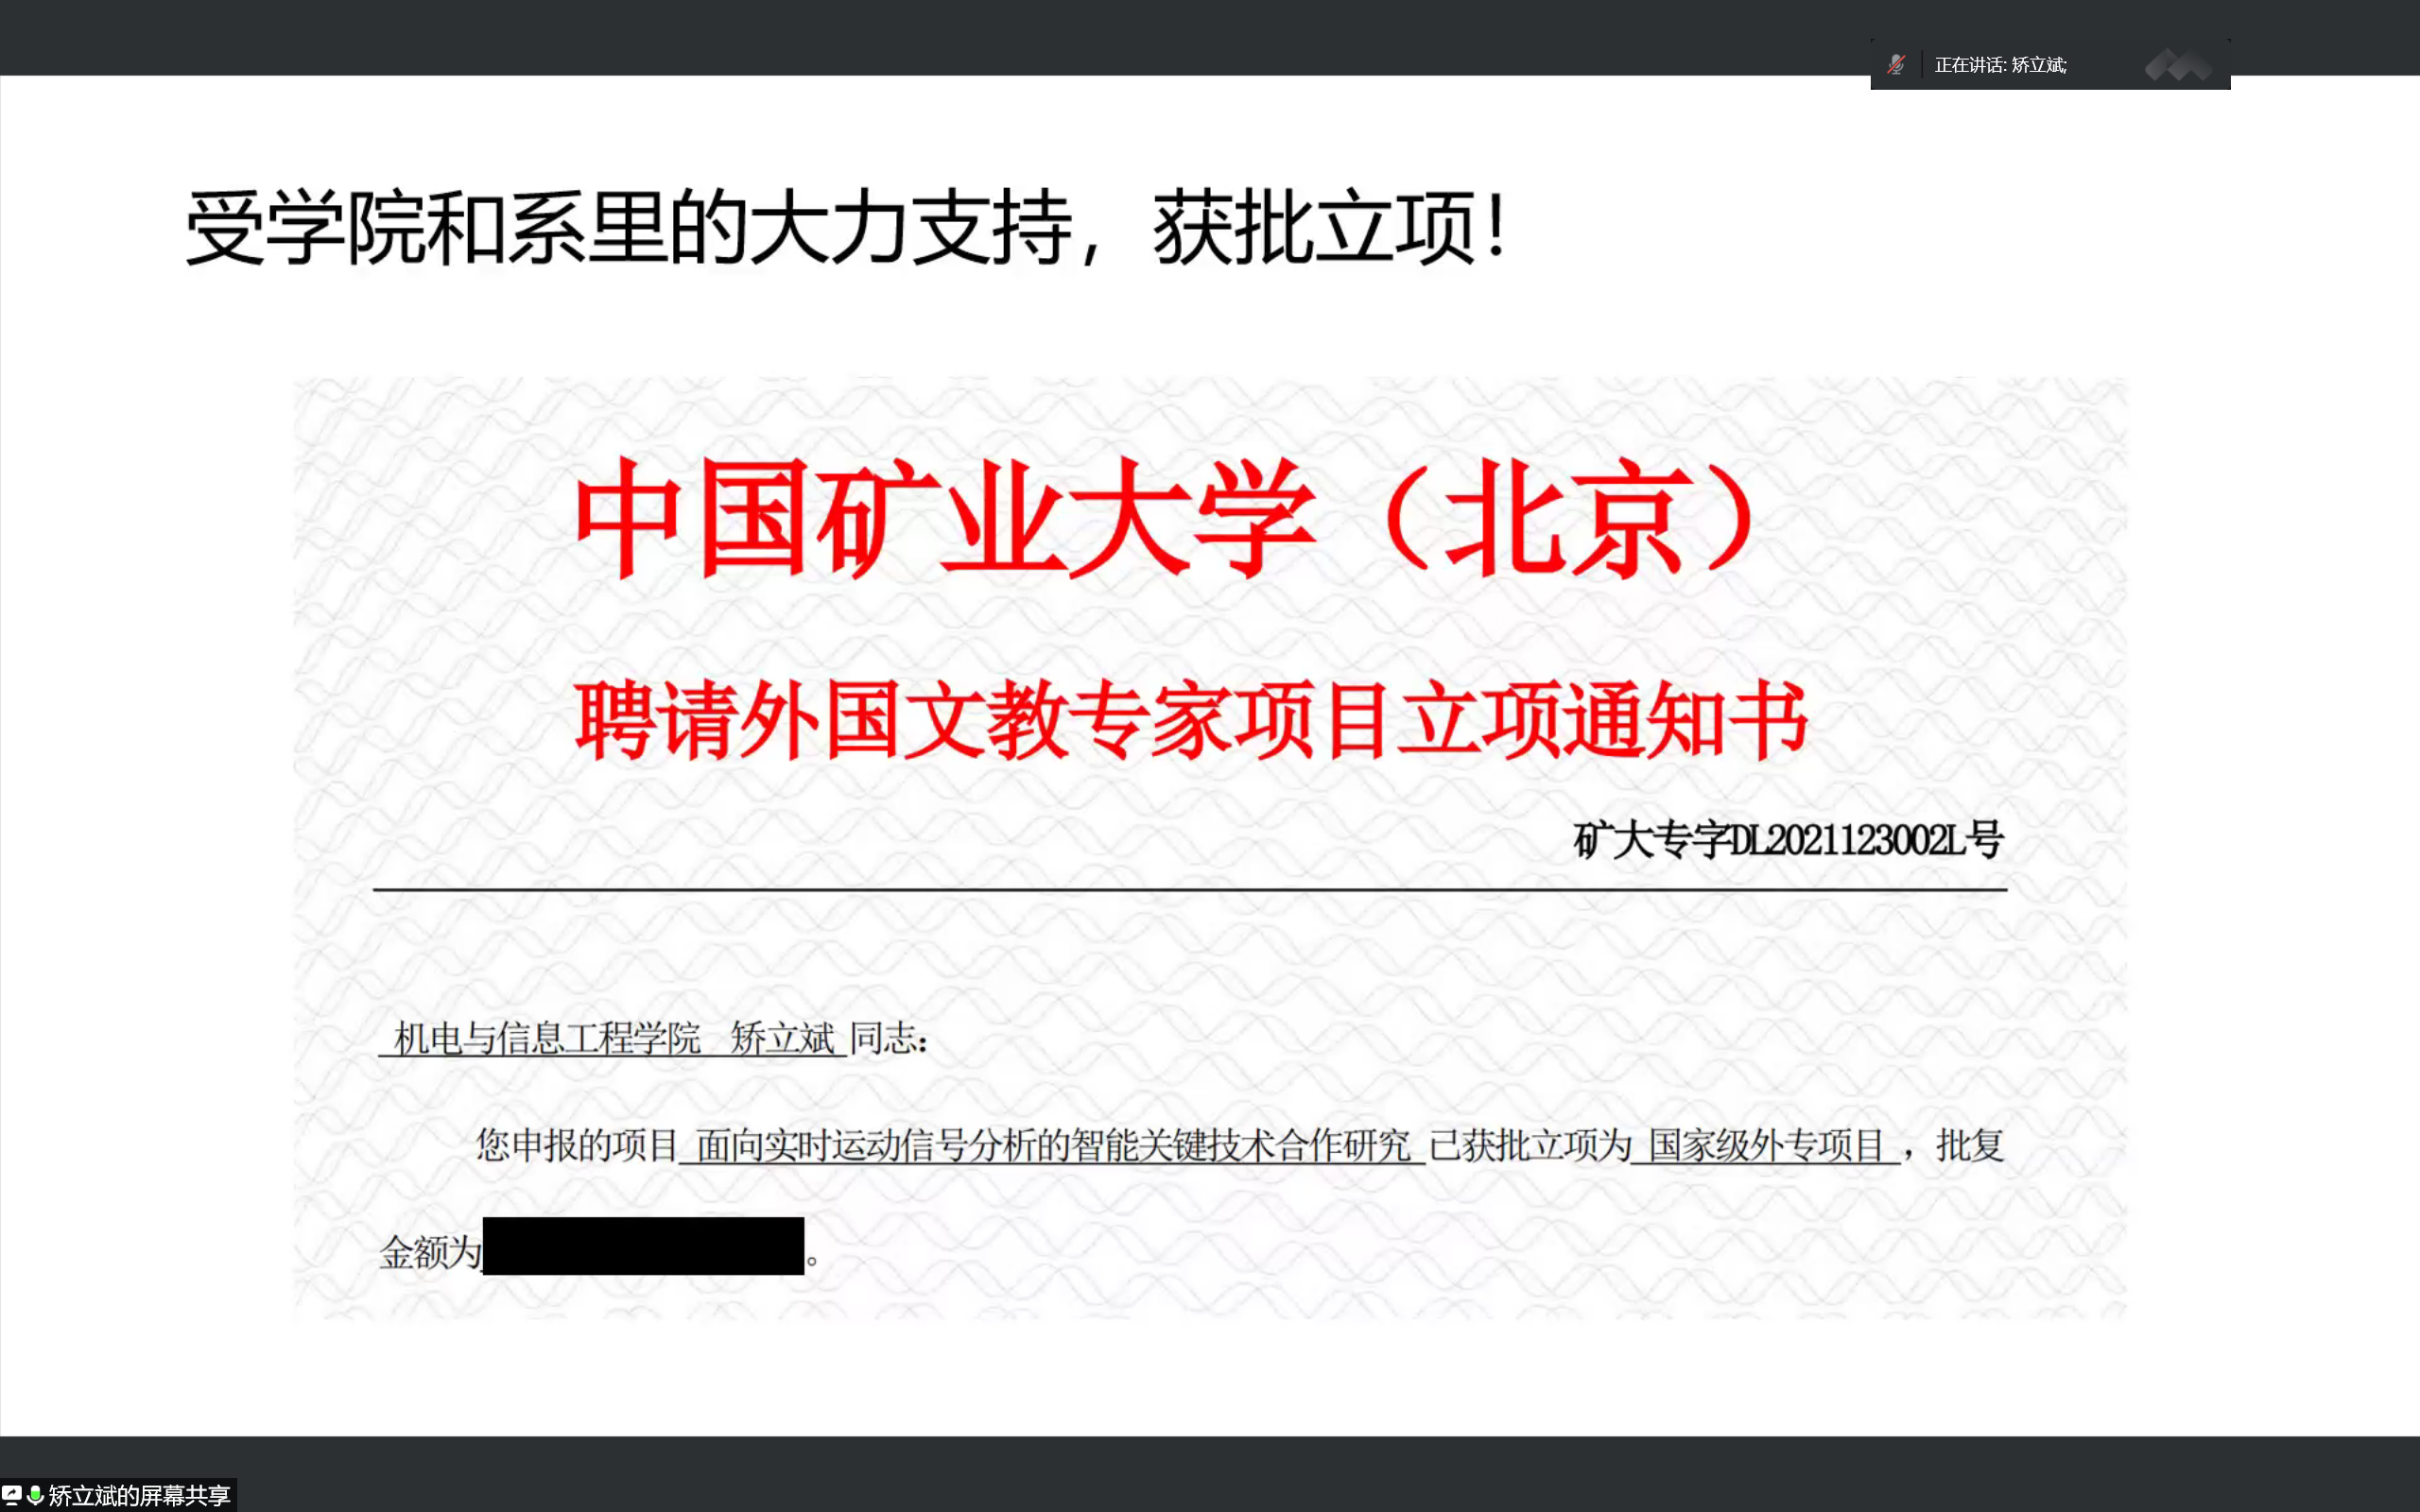 正在讲话: 矫立斌;
受学院和系里的大力支持，获批立项！
中国矿业大学（北京）
聘请外国文教专家项目立项通知书
矿大专字DL2021123002L号
机电与信息工程学院 矫立斌 同志：
您申报的项目 面向实时运动信号分析的智能关键技术合作研究 已获批立项为 国家级外专项目 ，批复
金额为 。
矫立斌的屏幕共享